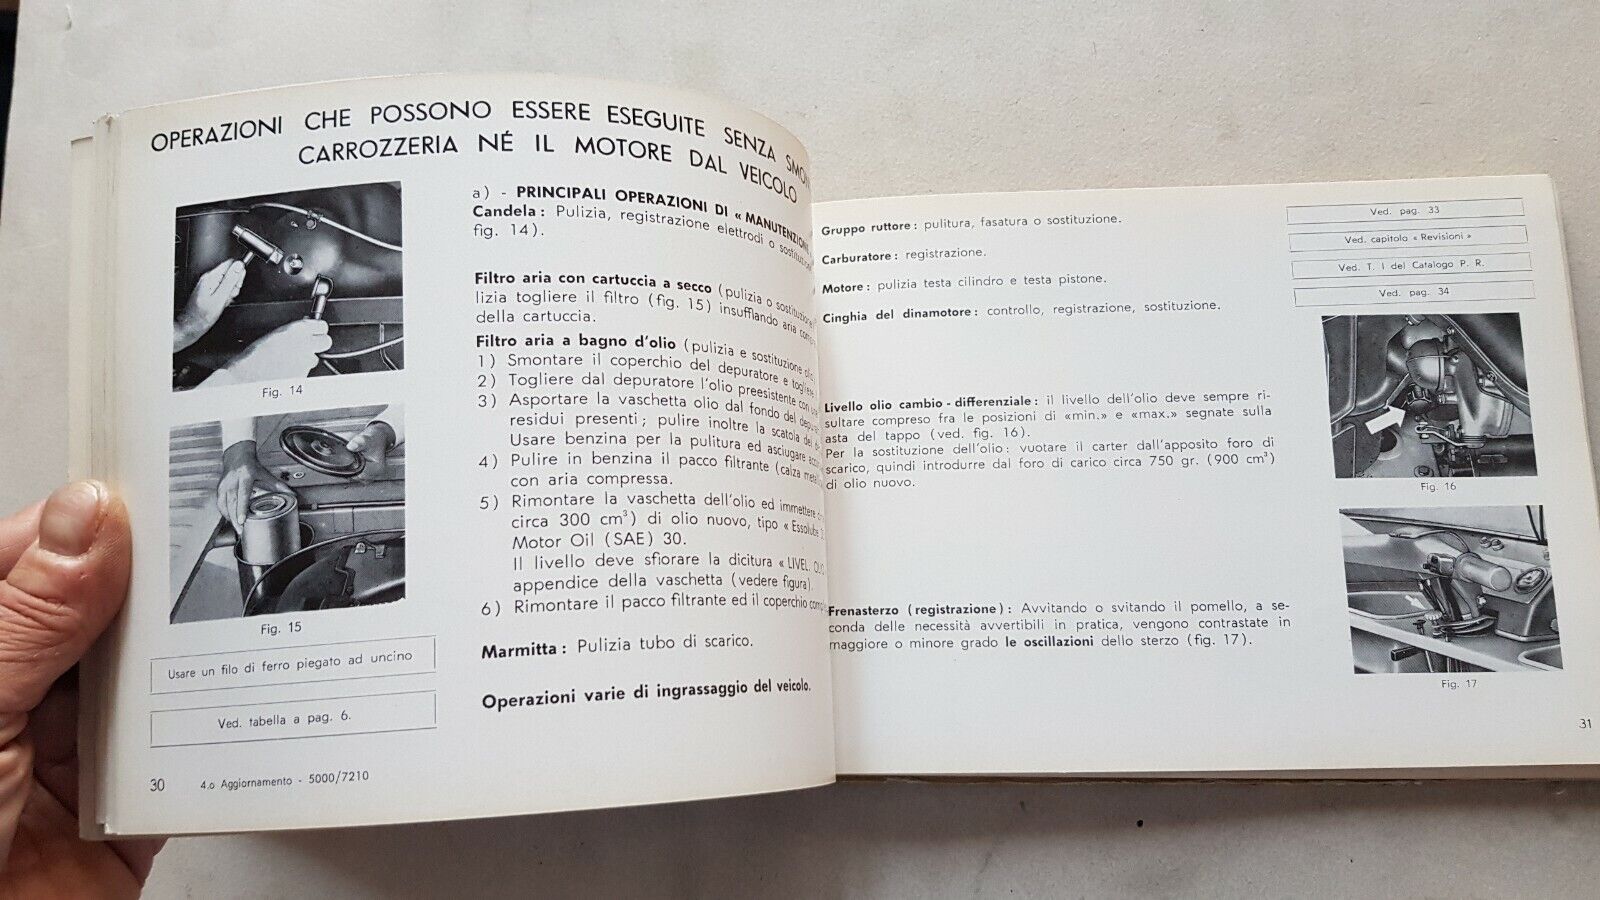 OPERAZIONI CHE POSSONO ESSERE ESEGUITE SENZA
CARROZZERIA NÉ IL MOTORE DAL VEICOLO
a) - PRINCIPALI OPERAZIONI DI « MANUTENZIONE
Candela : Pulizia, registrazione elettrodi o sostituzione
fig. 14).
Filtro aria con cartuccia a secco (pulizia o sostituzione)
lizia togliere il filtro (fig. 15) insufflando aria
della cartuccia.
Filtro aria a bagno d'olio (pulizia e sostituzione
1) Smontare il coperchio del depuratore e
2) Togliere dal depuratore l'olio preesistente con
3) Asportare la vaschetta olio dal fondo del
residui presenti ; pulire inoltre la scatola del
Usare benzina per la pulitura ed asciugare
4) Pulire in benzina il pacco filtrante (calza
con aria compressa.
5) Rimontare la vaschetta dell'olio ed immettere
circa 300 cm³) di olio nuovo, tipo « Essolube
Motor Oil (SAE) 30.
Il livello deve sfiorare la dicitura « LIVEL. OLIO
appendice della vaschetta (vedere figura).
6) Rimontare il pacco filtrante ed il coperchio
Marmitta : Pulizia tubo di scarico.
Operazioni varie di ingrassaggio del veicolo.
Fig. 14
Fig. 15
Usare un filo di ferro piegato ad uncino
Ved. tabella a pag. 6.
30 4.o Aggiornamento - 5000/7210
Gruppo ruttore : pulitura, fasatura o sostituzione.
Carburatore : registrazione.
Motore : pulizia testa cilindro e testa pistone.
Cinghia del dinamotore : controllo, registrazione, sostituzione.
Ved. pag. 33
Ved. capitolo « Revisioni »
Ved. T. I del Catalogo P. R.
Ved. pag. 34
Livello olio cambio - differenziale : il livello dell'olio deve sempre ri-
sultare compreso fra le posizioni di «min.» e «max.» segnate sulla
asta del tappo (ved. fig. 16).
Per la sostituzione dell'olio : vuotare il carter dall'apposito foro di
scarico, quindi introdurre dal foro di carico circa 750 gr. (900 cm³)
di olio nuovo.
Fig. 16
Frenasterzo (registrazione) : Avvitando o svitando il pomello, a se-
conda delle necessità avvertibili in pratica, vengono contrastate in
maggiore o minore grado le oscillazioni dello sterzo (fig. 17).
Fig. 17
31